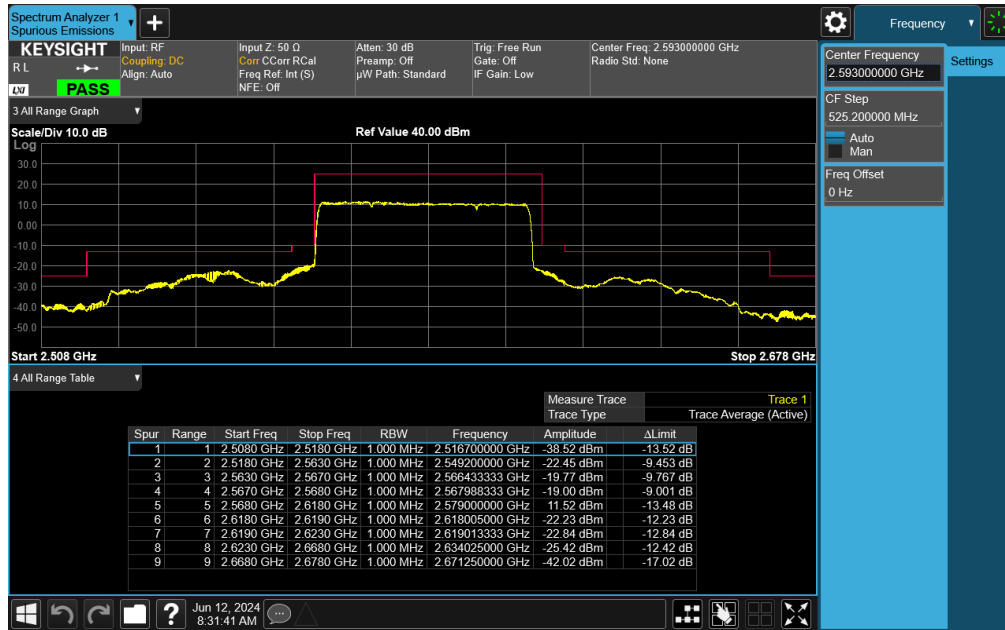 Spectrum Analyzer 1
Spurious Emissions
Frequency
KEYSIGHT
R L
LXI
PASS
Input: RF
Coupling: DC
Align: Auto
Input Z: 50 Ω
Corr CCorr RCal
Freq Ref: Int (S)
NFE: Off
Atten: 30 dB
Preamp: Off
µW Path: Standard
Trig: Free Run
Gate: Off
IF Gain: Low
Center Freq: 2.593000000 GHz
Radio Std: None
Center Frequency
2.593000000 GHz
Settings
CF Step
525.200000 MHz
Auto
Man
Freq Offset
0 Hz
3 All Range Graph
Scale/Div 10.0 dB
Ref Value 40.00 dBm
Log
30.0
20.0
10.0
0.00
-10.0
-20.0
-30.0
-40.0
-50.0
Start 2.508 GHz
Stop 2.678 GHz
4 All Range Table
Measure Trace Trace 1
Trace Type Trace Average (Active)
Spur Range Start Freq Stop Freq RBW Frequency Amplitude ΔLimit
1 1 2.5080 GHz 2.5180 GHz 1.000 MHz 2.516700000 GHz -38.52 dBm -13.52 dB
2 2 2.5180 GHz 2.5630 GHz 1.000 MHz 2.549200000 GHz -22.45 dBm -9.453 dB
3 3 2.5630 GHz 2.5670 GHz 1.000 MHz 2.566433333 GHz -19.77 dBm -9.767 dB
4 4 2.5670 GHz 2.5680 GHz 1.000 MHz 2.567988333 GHz -19.00 dBm -9.001 dB
5 5 2.5680 GHz 2.6180 GHz 1.000 MHz 2.579000000 GHz 11.52 dBm -13.48 dB
6 6 2.6180 GHz 2.6190 GHz 1.000 MHz 2.618005000 GHz -22.23 dBm -12.23 dB
7 7 2.6190 GHz 2.6230 GHz 1.000 MHz 2.619013333 GHz -22.84 dBm -12.84 dB
8 8 2.6230 GHz 2.6680 GHz 1.000 MHz 2.634025000 GHz -25.42 dBm -12.42 dB
9 9 2.6680 GHz 2.6780 GHz 1.000 MHz 2.671250000 GHz -42.02 dBm -17.02 dB
Jun 12, 2024
8:31:41 AM